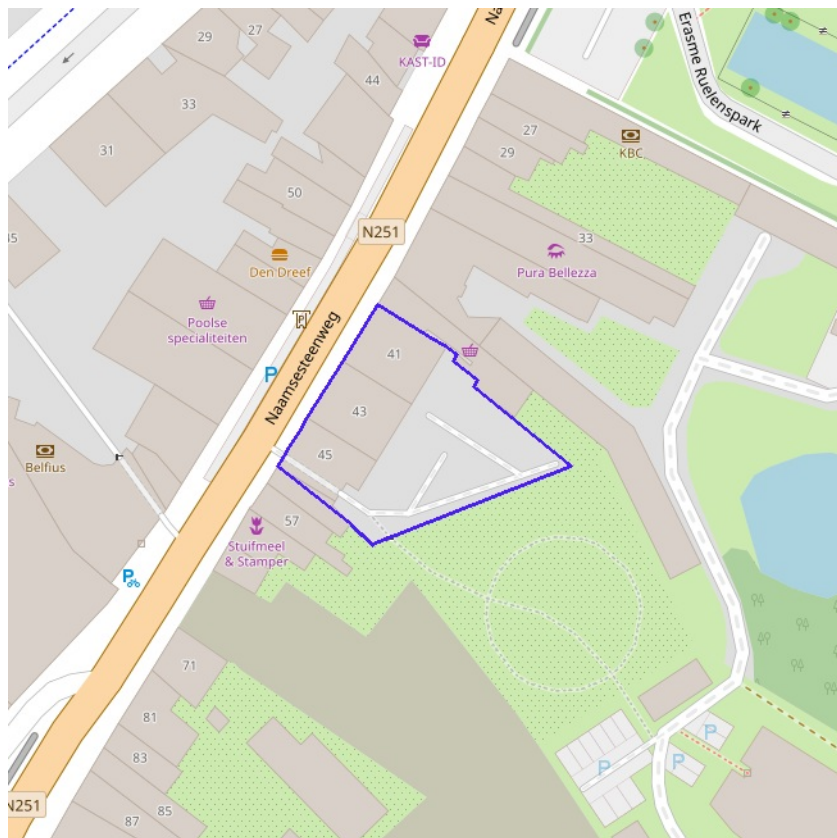 29
27
KAST-ID
Na
Erasme Ruelenspark
33
44
31
27
29
KBC
50
N251
33
Den Dreef
Pura Bellezza
Poolse
specialiteiten
P
Naamsesteenweg
41
P
43
45
Belfius
s
57
Stuifmeel
& Stamper
P
71
81
P
P
P
83
N251
85
87